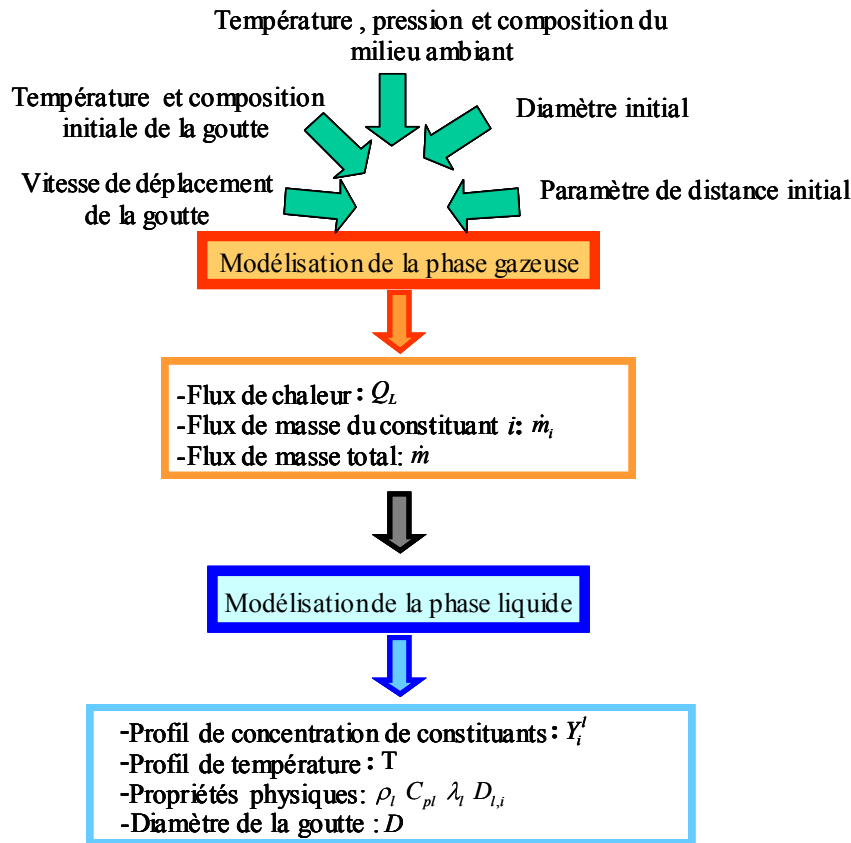 Température , pression et composition du
milieu ambiant
Température et composition
initiale de la goutte
Diamètre initial
Vitesse de déplacement
de la goutte
Paramètre de distance initial
Modélisation de la phase gazeuse
-Flux de chaleur : Q_L
-Flux de masse du constituant i: ṁ_i
-Flux de masse total: ṁ
Modélisation de la phase liquide
-Profil de concentration de constituants : Y_i^l
-Profil de température : T
-Propriétés physiques: ρ_l C_pl λ_l D_l,i
-Diamètre de la goutte : D